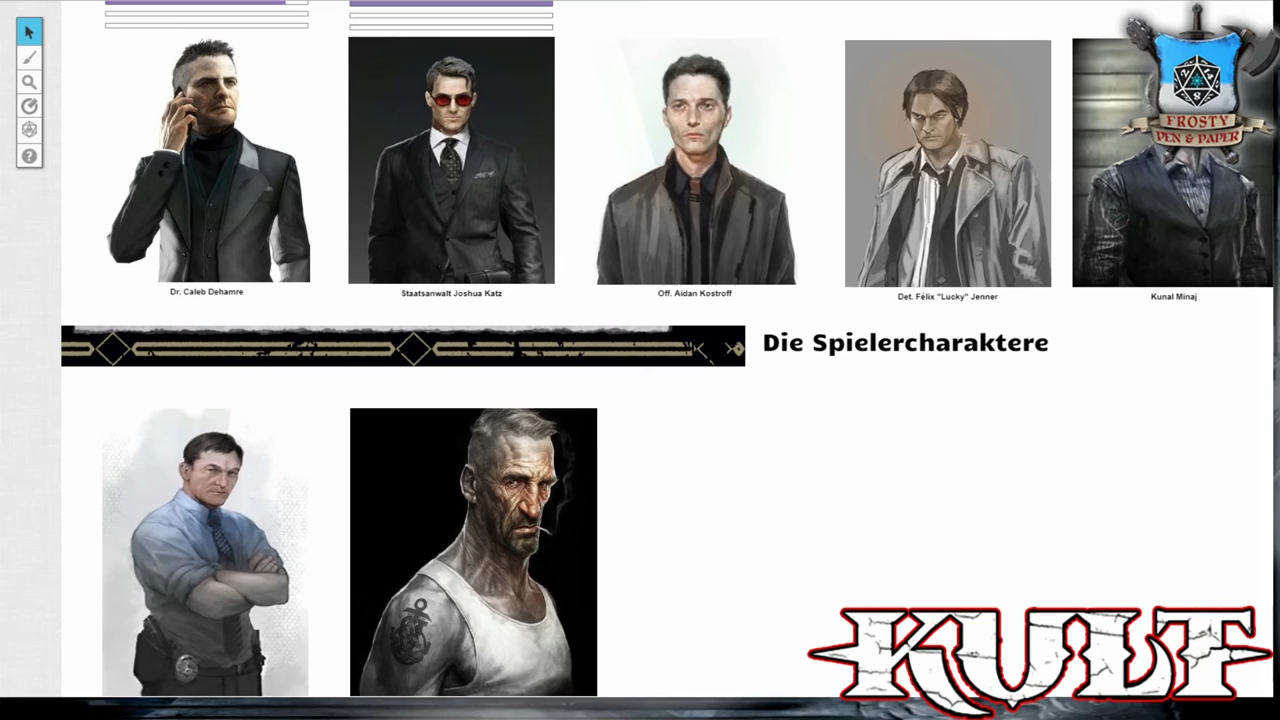 FROSTY
PEN & PAPER
Dr. Caleb Dehamre
Staatsanwalt Joshua Katz
Off. Aidan Kostroff
Det. Félix "Lucky" Jenner
Kunal Minaj
Die Spielercharaktere
KULT